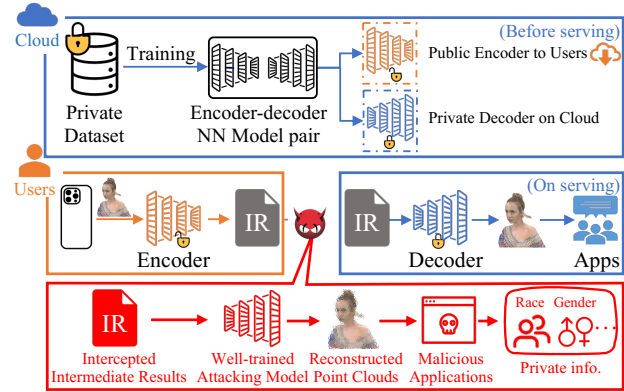 Cloud
(Before serving)
Training
Public Encoder to Users
Private
Dataset
Encoder-decoder
NN Model pair
Private Decoder on Cloud
Users
(On serving)
IR
IR
Encoder
Decoder
Apps
IR
Race Gender
...
Intercepted
Intermediate Results
Well-trained
Attacking Model
Reconstructed
Point Clouds
Malicious
Applications
Private info.